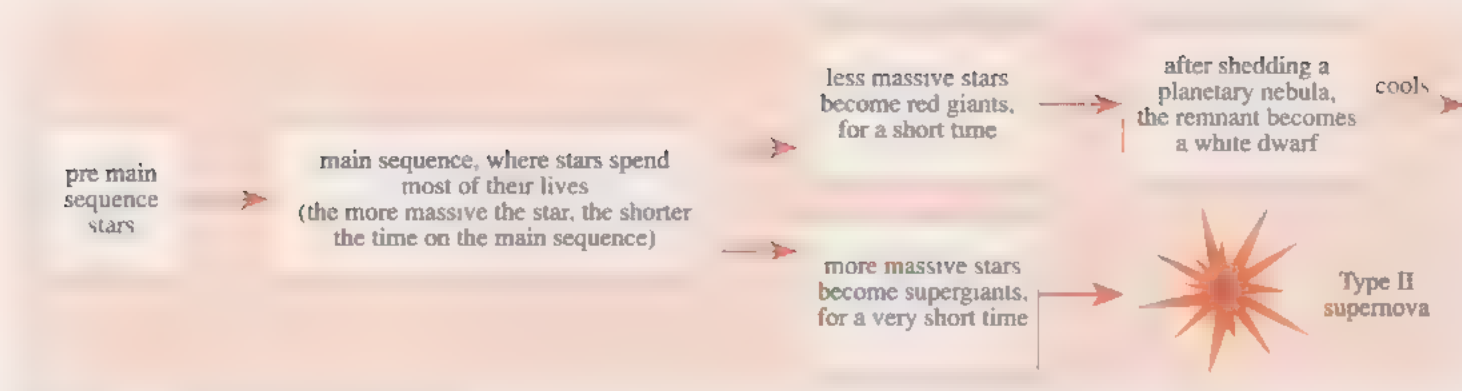 pre main
sequence
stars
main sequence, where stars spend
most of their lives
(the more massive the star, the shorter
the time on the main sequence)
less massive stars
become red giants,
for a short time
after shedding a
planetary nebula,
the remnant becomes
a white dwarf
cools
more massive stars
become supergiants,
for a very short time
Type II
supernova